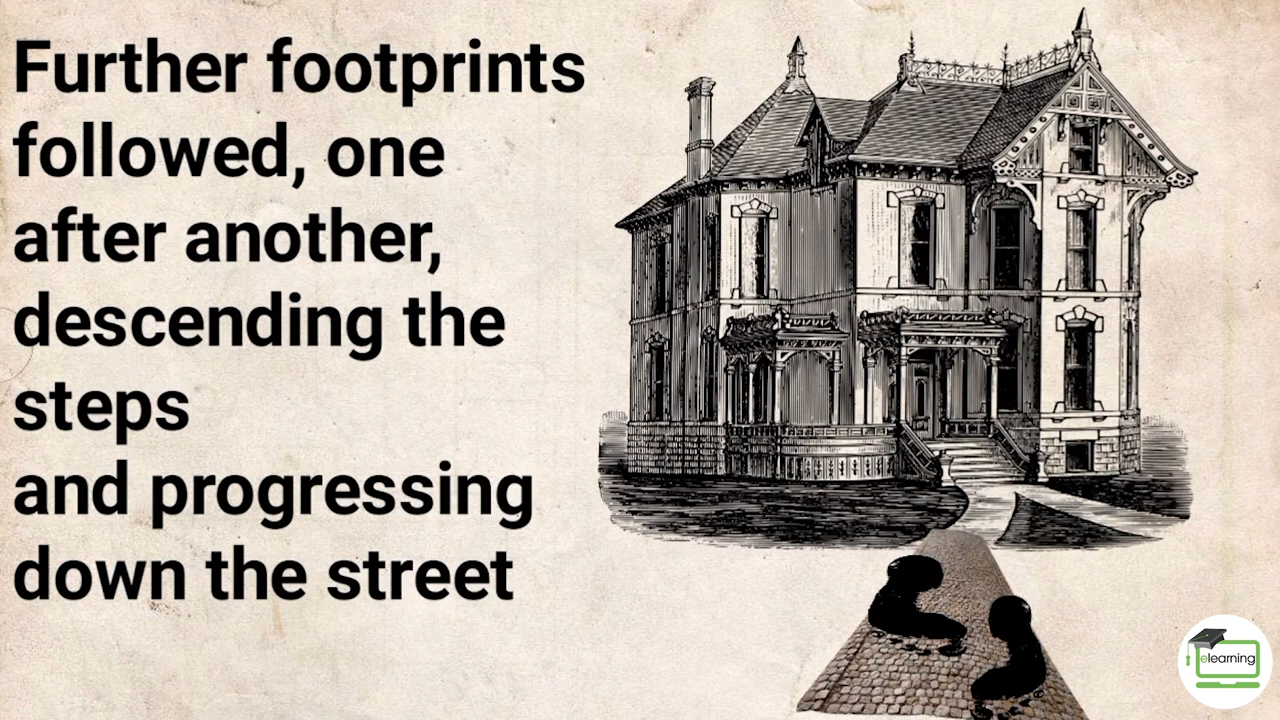 Further footprints
followed, one
after another,
descending the
steps
and progressing
down the street
elearning